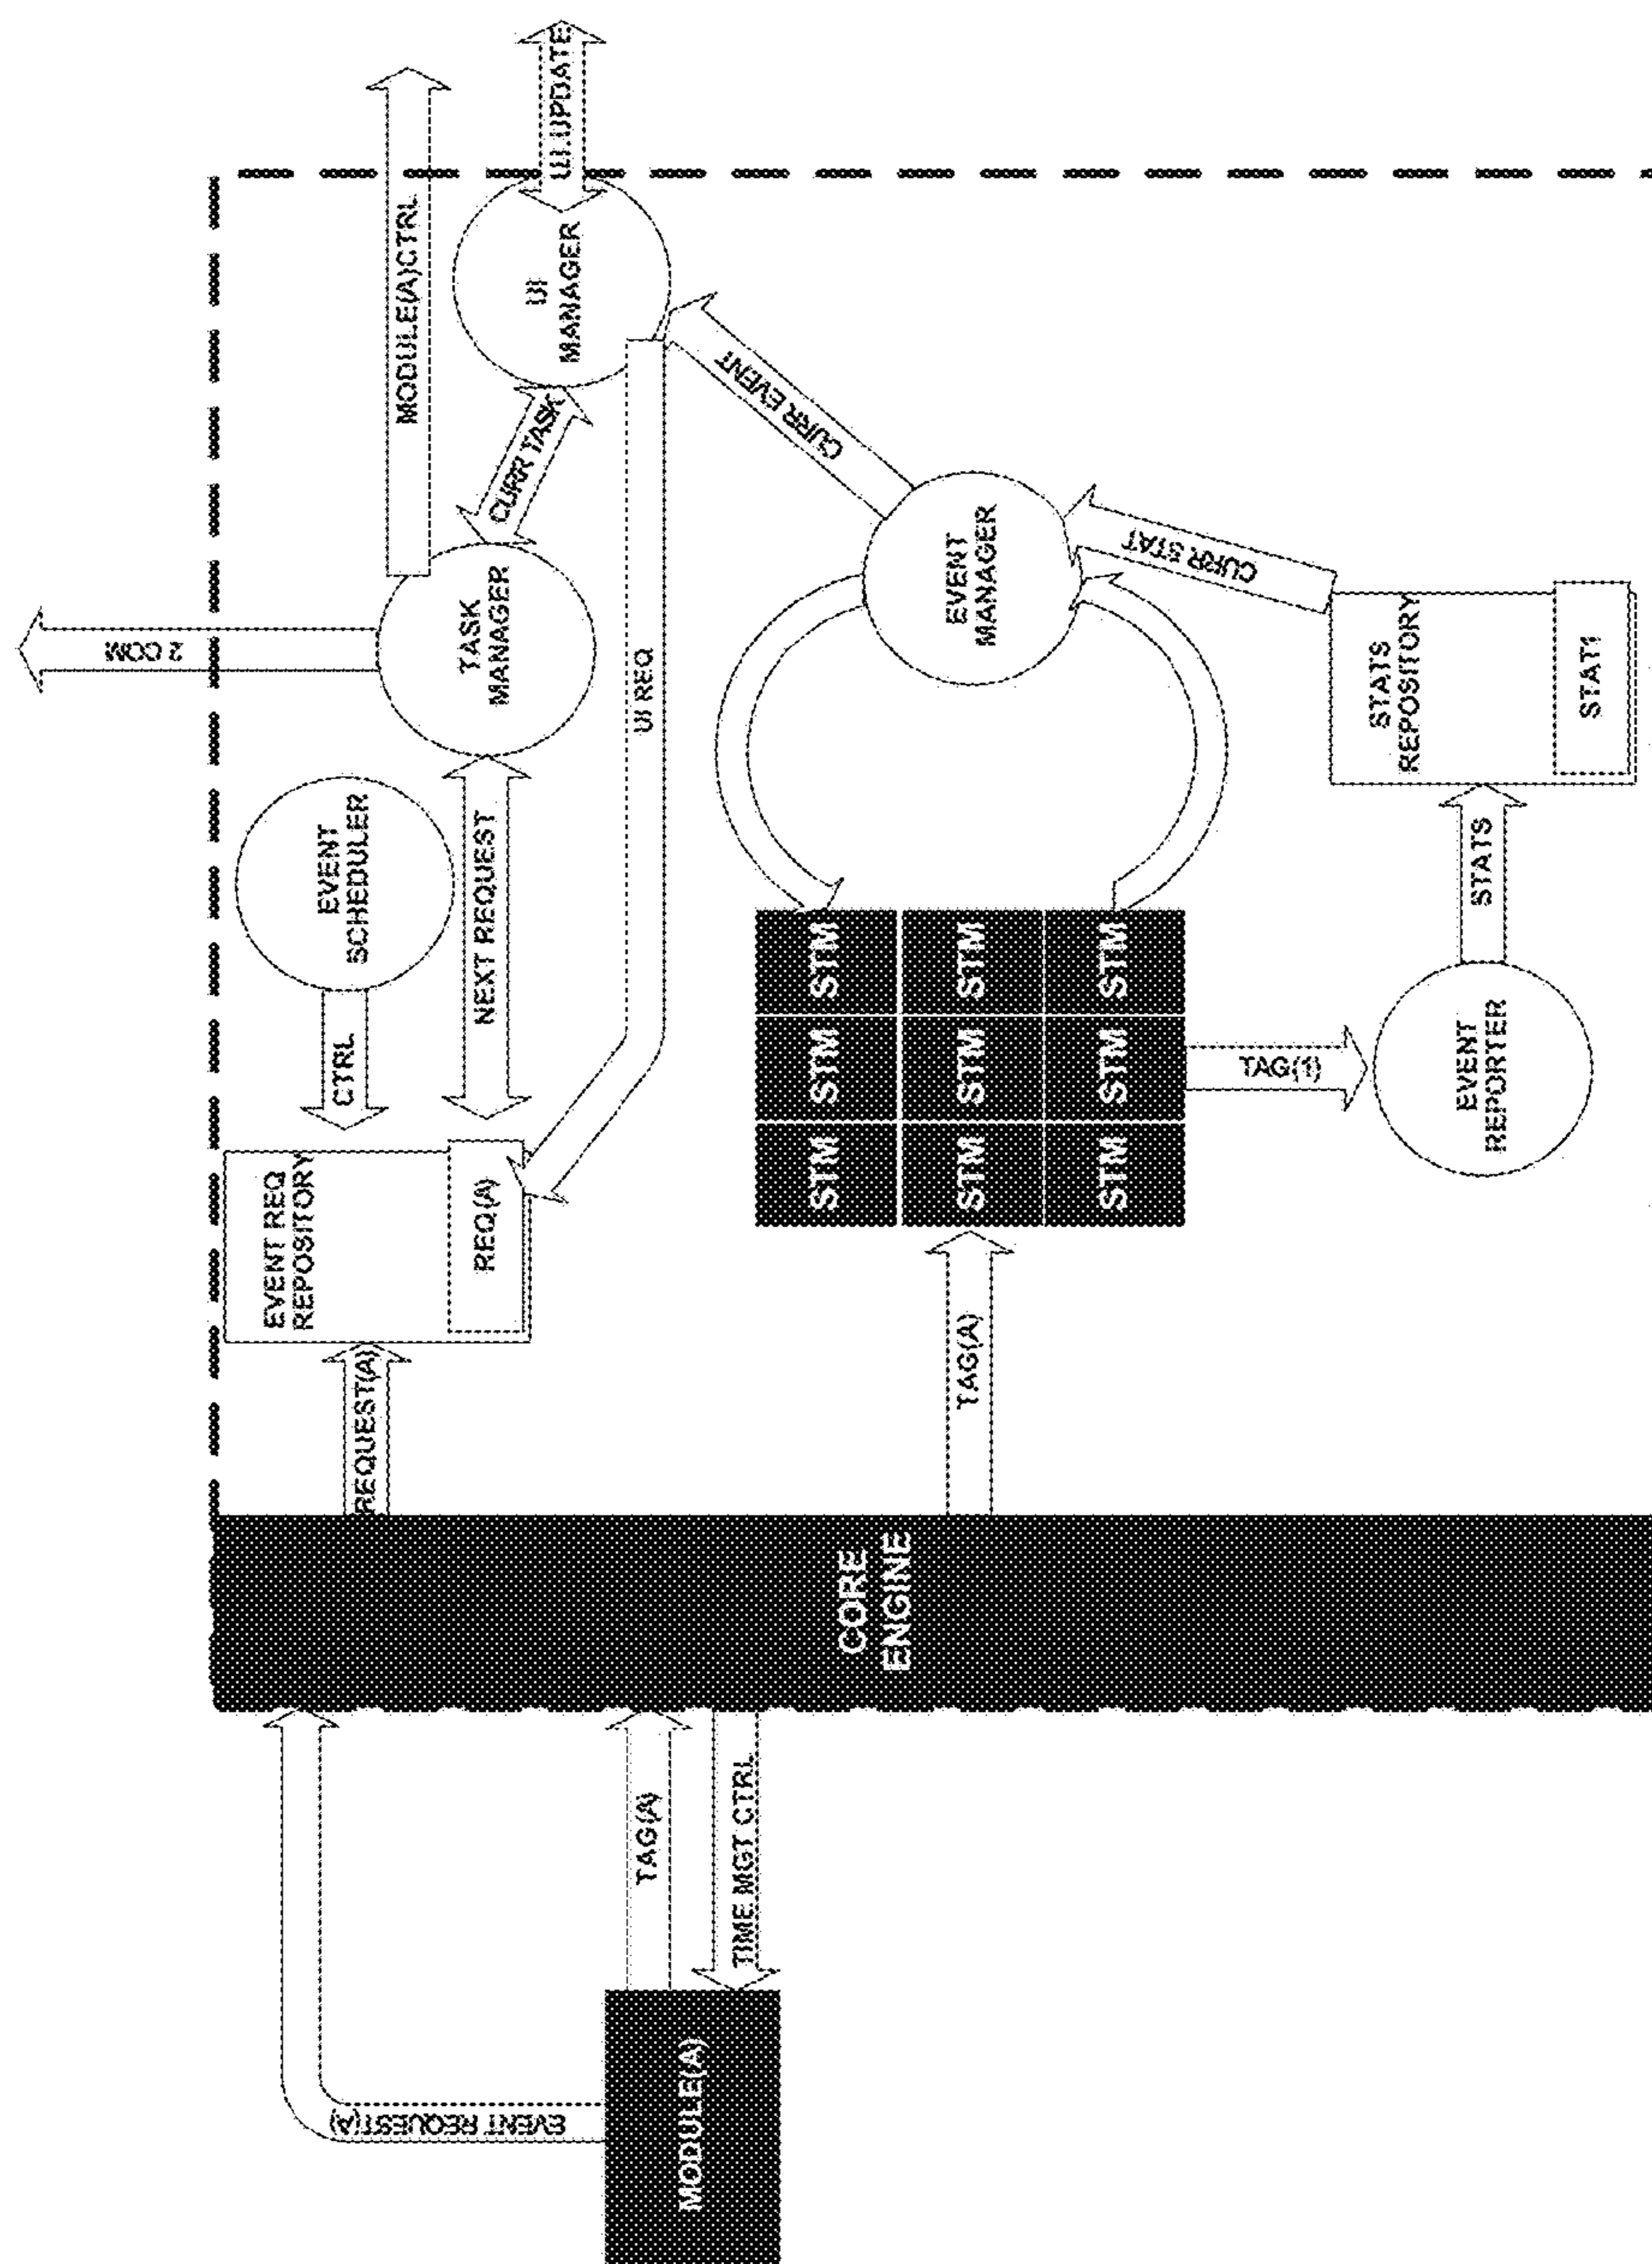 EVENT REQUEST(A)
MODULE(A)
TAG(A)
TIME MGT CTRL
CORE
ENGINE
REQUEST(A)
EVENT REQ
REPOSITORY
REQ(A)
CTRL
EVENT
SCHEDULER
NEXT REQUEST
2 COM
TASK
MANAGER
MODULE(A)CTRL
CURR TASK
UI
MANAGER
UI UPDATE
UI REQ
TAG(A)
STM STM STM
STM STM STM
STM STM STM
EVENT
MANAGER
CURR EVENT
TAG(1)
EVENT
REPORTER
STATS
STATS
REPOSITORY
STAT1
CURR STAT